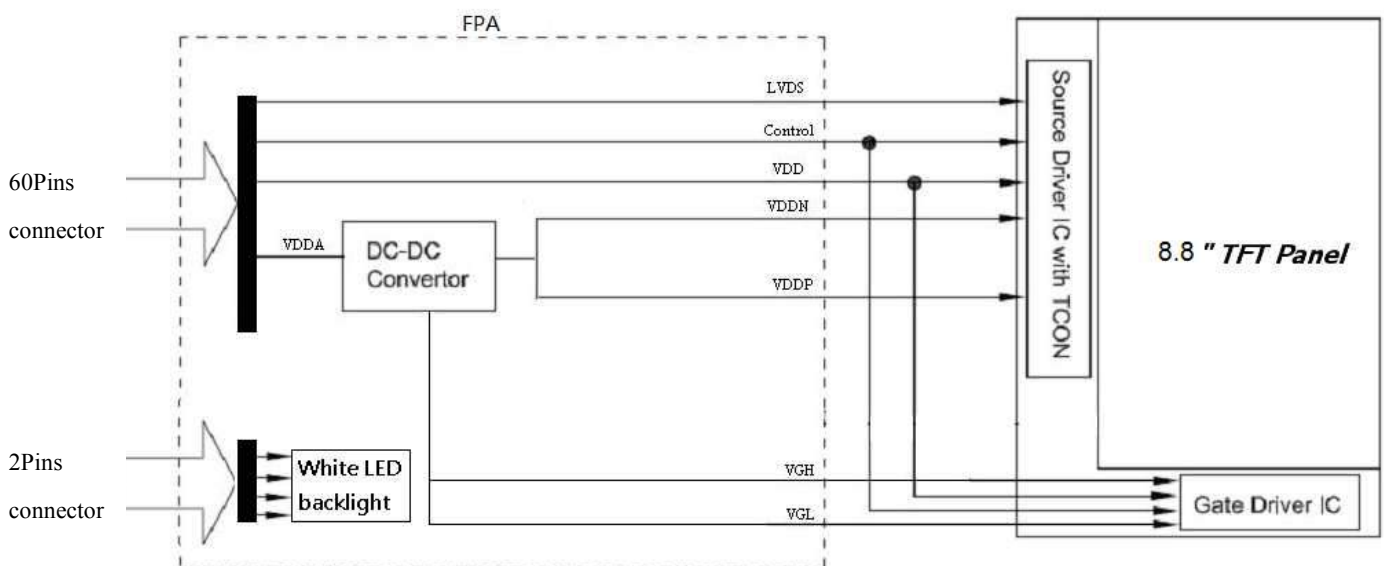 FPA
LVDS
Control
VDD
VDDN
VDDP
VDDA
DC-DC
Convertor
60Pins
connector
Source Driver IC with TCON
8.8 " TFT Panel
2Pins
connector
White LED
backlight
VGH
VGL
Gate Driver IC